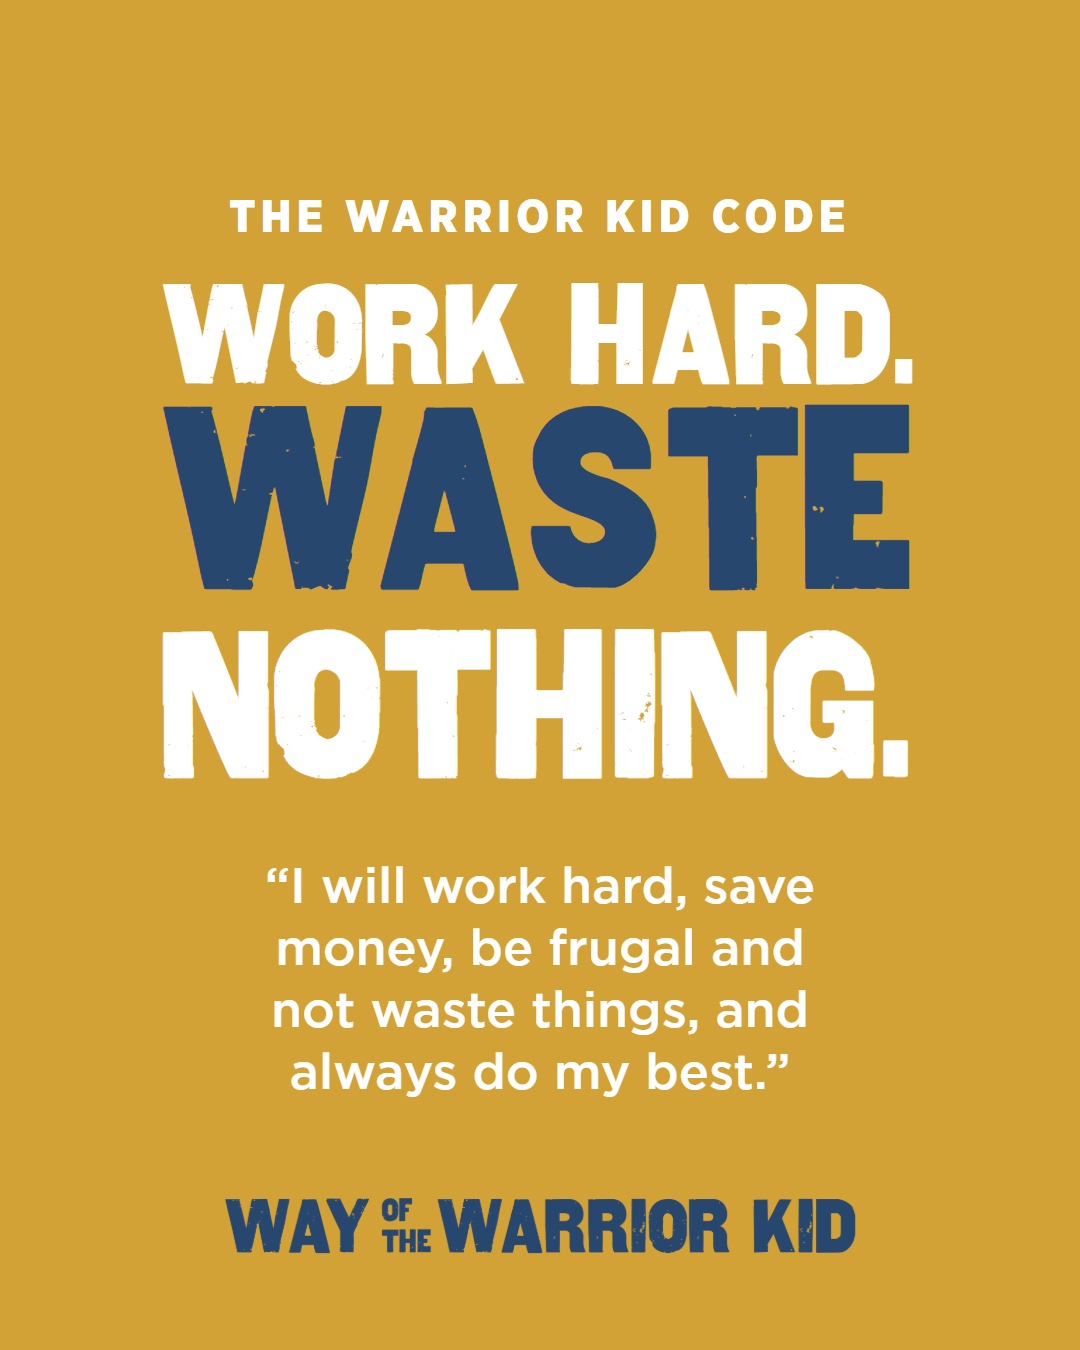 THE WARRIOR KID CODE
WORK HARD.
WASTE
NOTHING.
“I will work hard, save
money, be frugal and
not waste things, and
always do my best.”
WAY OF THE WARRIOR KID